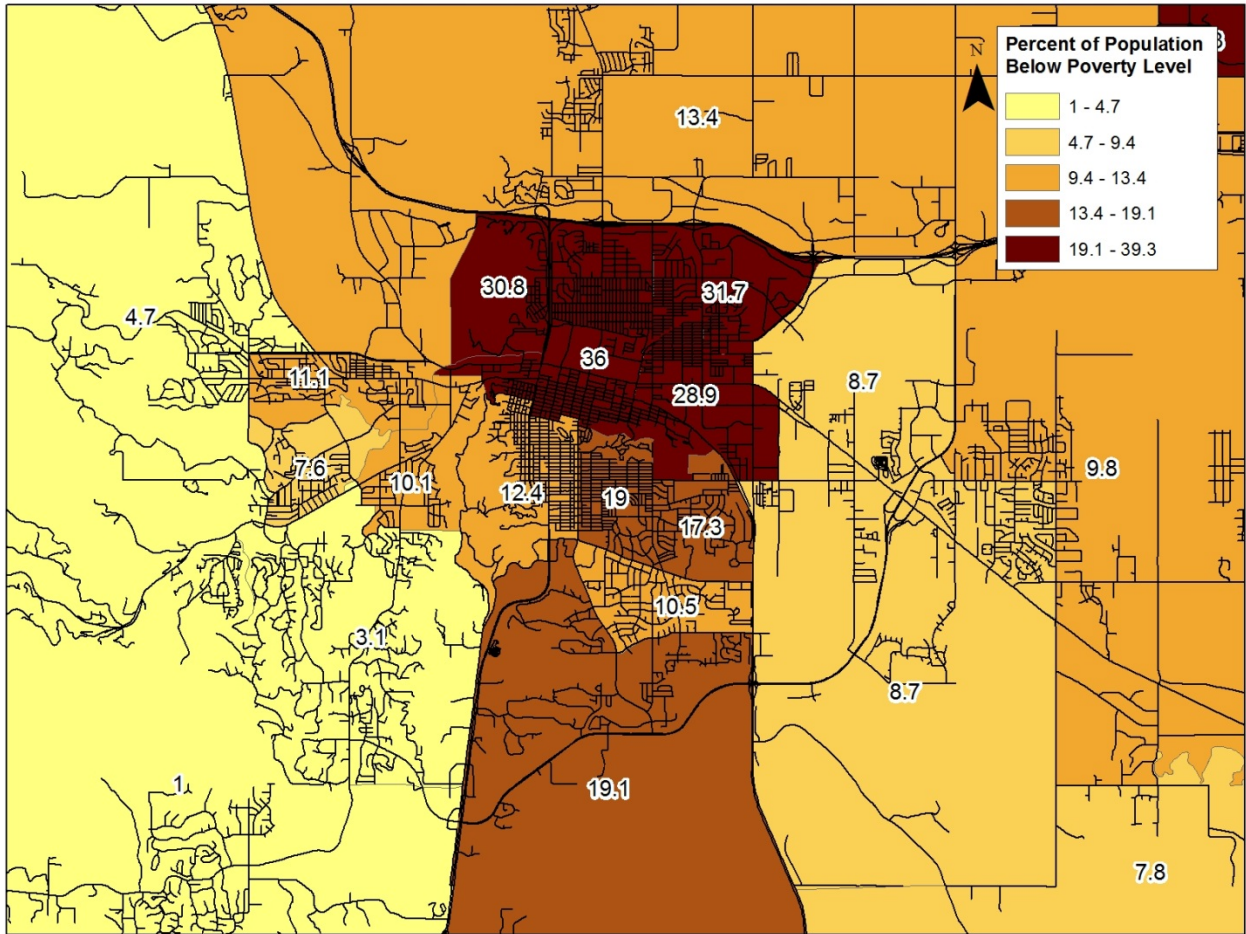 Percent of Population
Below Poverty Level
1 - 4.7
4.7 - 9.4
9.4 - 13.4
13.4 - 19.1
19.1 - 39.3
N
13.4
30.8
31.7
4.7
36
11.1
8.7
28.9
7.6
10.1
12.4
19
9.8
17.3
10.5
3.1
8.7
1
19.1
7.8